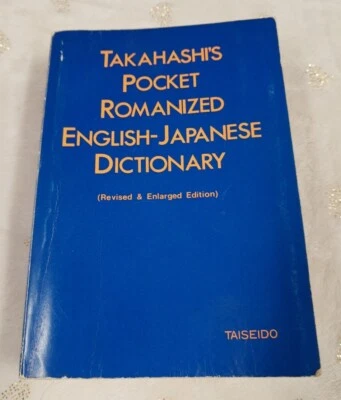 TAKAHASHI'S
POCKET
ROMANIZED
ENGLISH-JAPANESE
DICTIONARY
(Revised & Enlarged Edition)
TAISEIDO